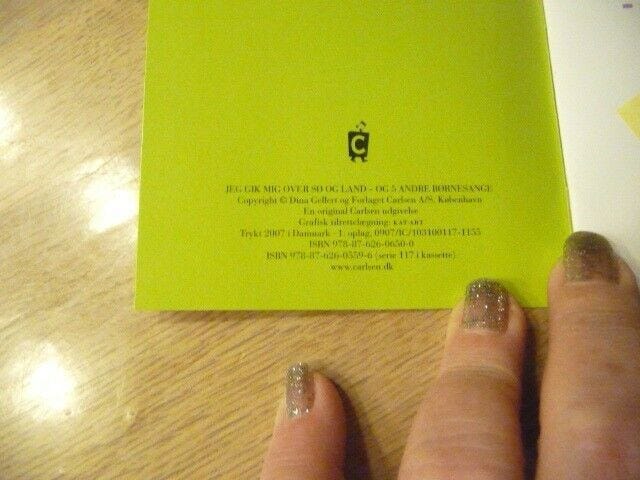 C
JEG GIK MIG OVER SØ OG LAND – OG 5 ANDRE BØRNESANGE
Copyright © Dina Gellert og Forlaget Carlsen A/S. København
En original Carlsen udgivelse
Grafisk tilrettelægning: KAT-ART
Trykt 2007 i Danmark · 1. oplag, 0907/IC/103100117-1155
ISBN 978-87-626-0650-0
ISBN 978-87-626-0559-6 (serie 117 i kassette)
www.carlsen.dk